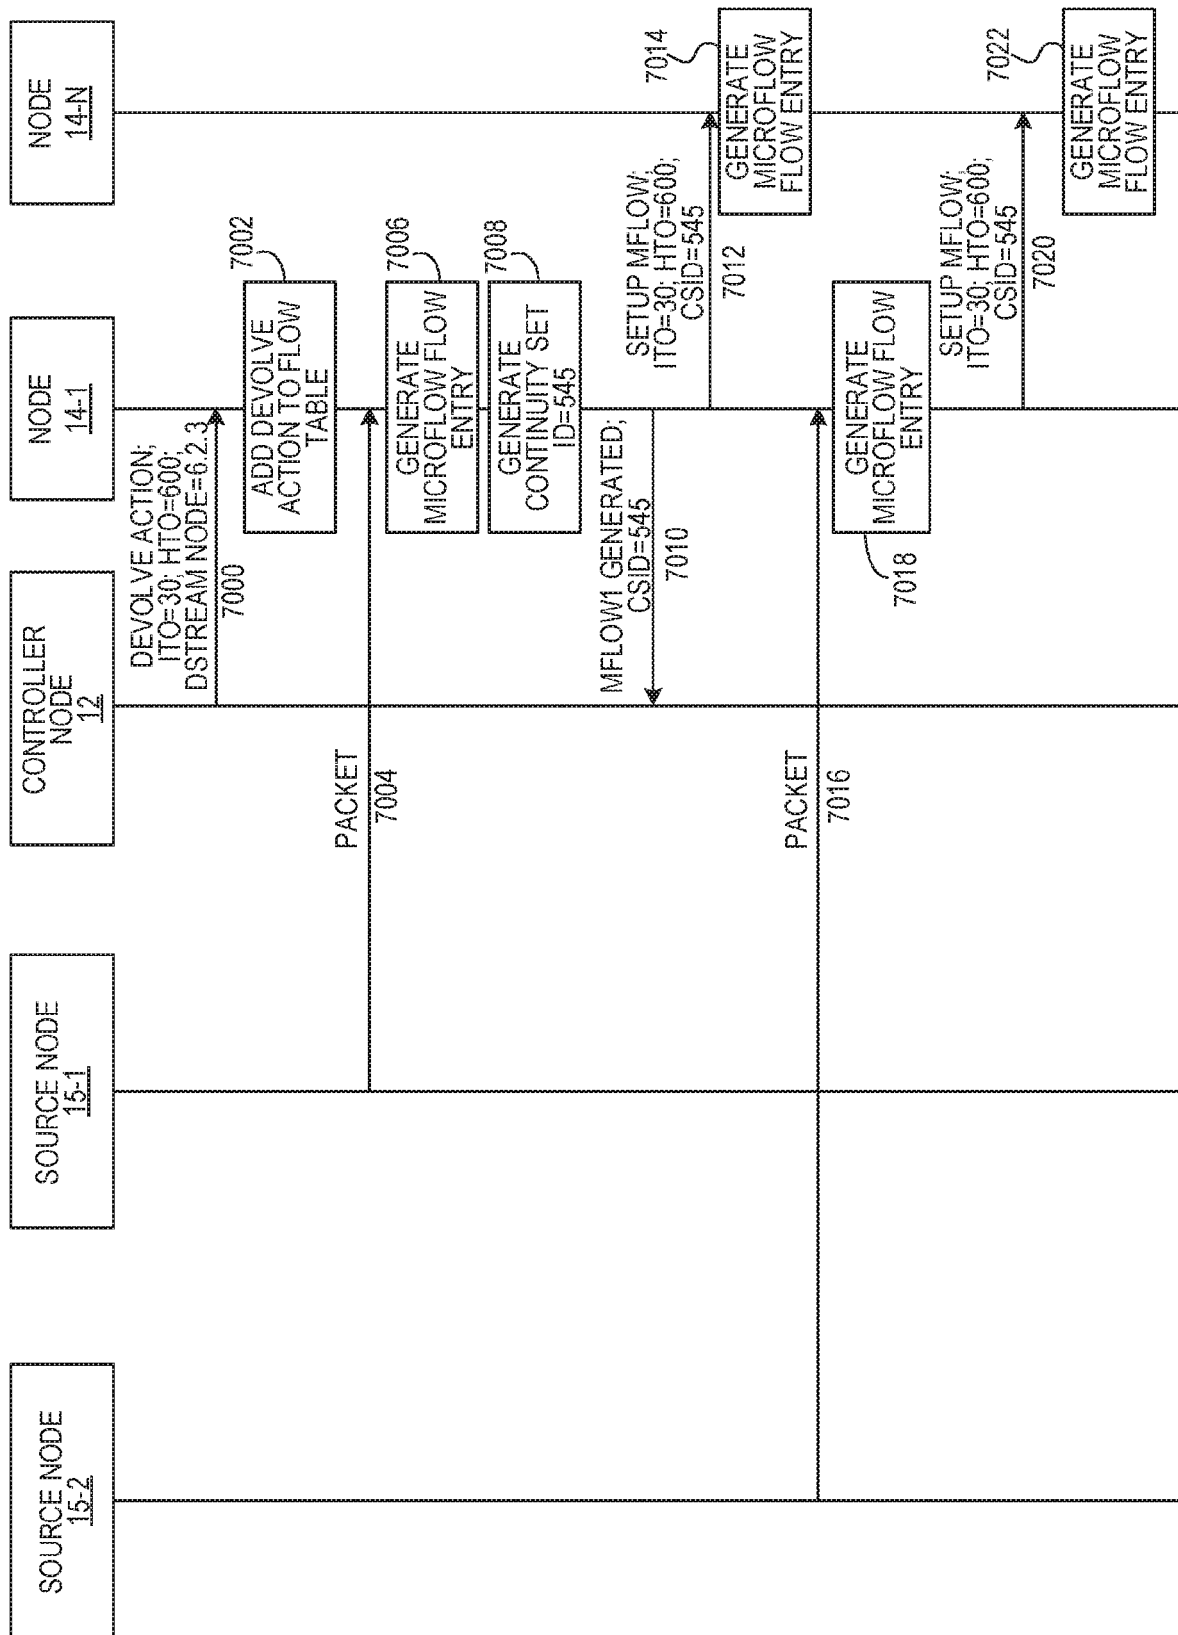 SOURCE NODE
15-2
SOURCE NODE
15-1
CONTROLLER
NODE
12
NODE
14-1
NODE
14-N
DEVOLVE ACTION;
ITO=30; HTO=600;
DSTREAM NODE=6.2.3
7000
7002
ADD DEVOLVE
ACTION TO FLOW
TABLE
PACKET
7004
7006
GENERATE
MICROFLOW FLOW
ENTRY
7008
GENERATE
CONTINUITY SET
ID=545
MFLOW1 GENERATED;
CSID=545
7010
SETUP MFLOW;
ITO=30; HTO=600;
CSID=545
7012
7014
GENERATE
MICROFLOW
FLOW ENTRY
PACKET
7016
GENERATE
MICROFLOW FLOW
ENTRY
7018
SETUP MFLOW;
ITO=30; HTO=600;
CSID=545
7020
7022
GENERATE
MICROFLOW
FLOW ENTRY